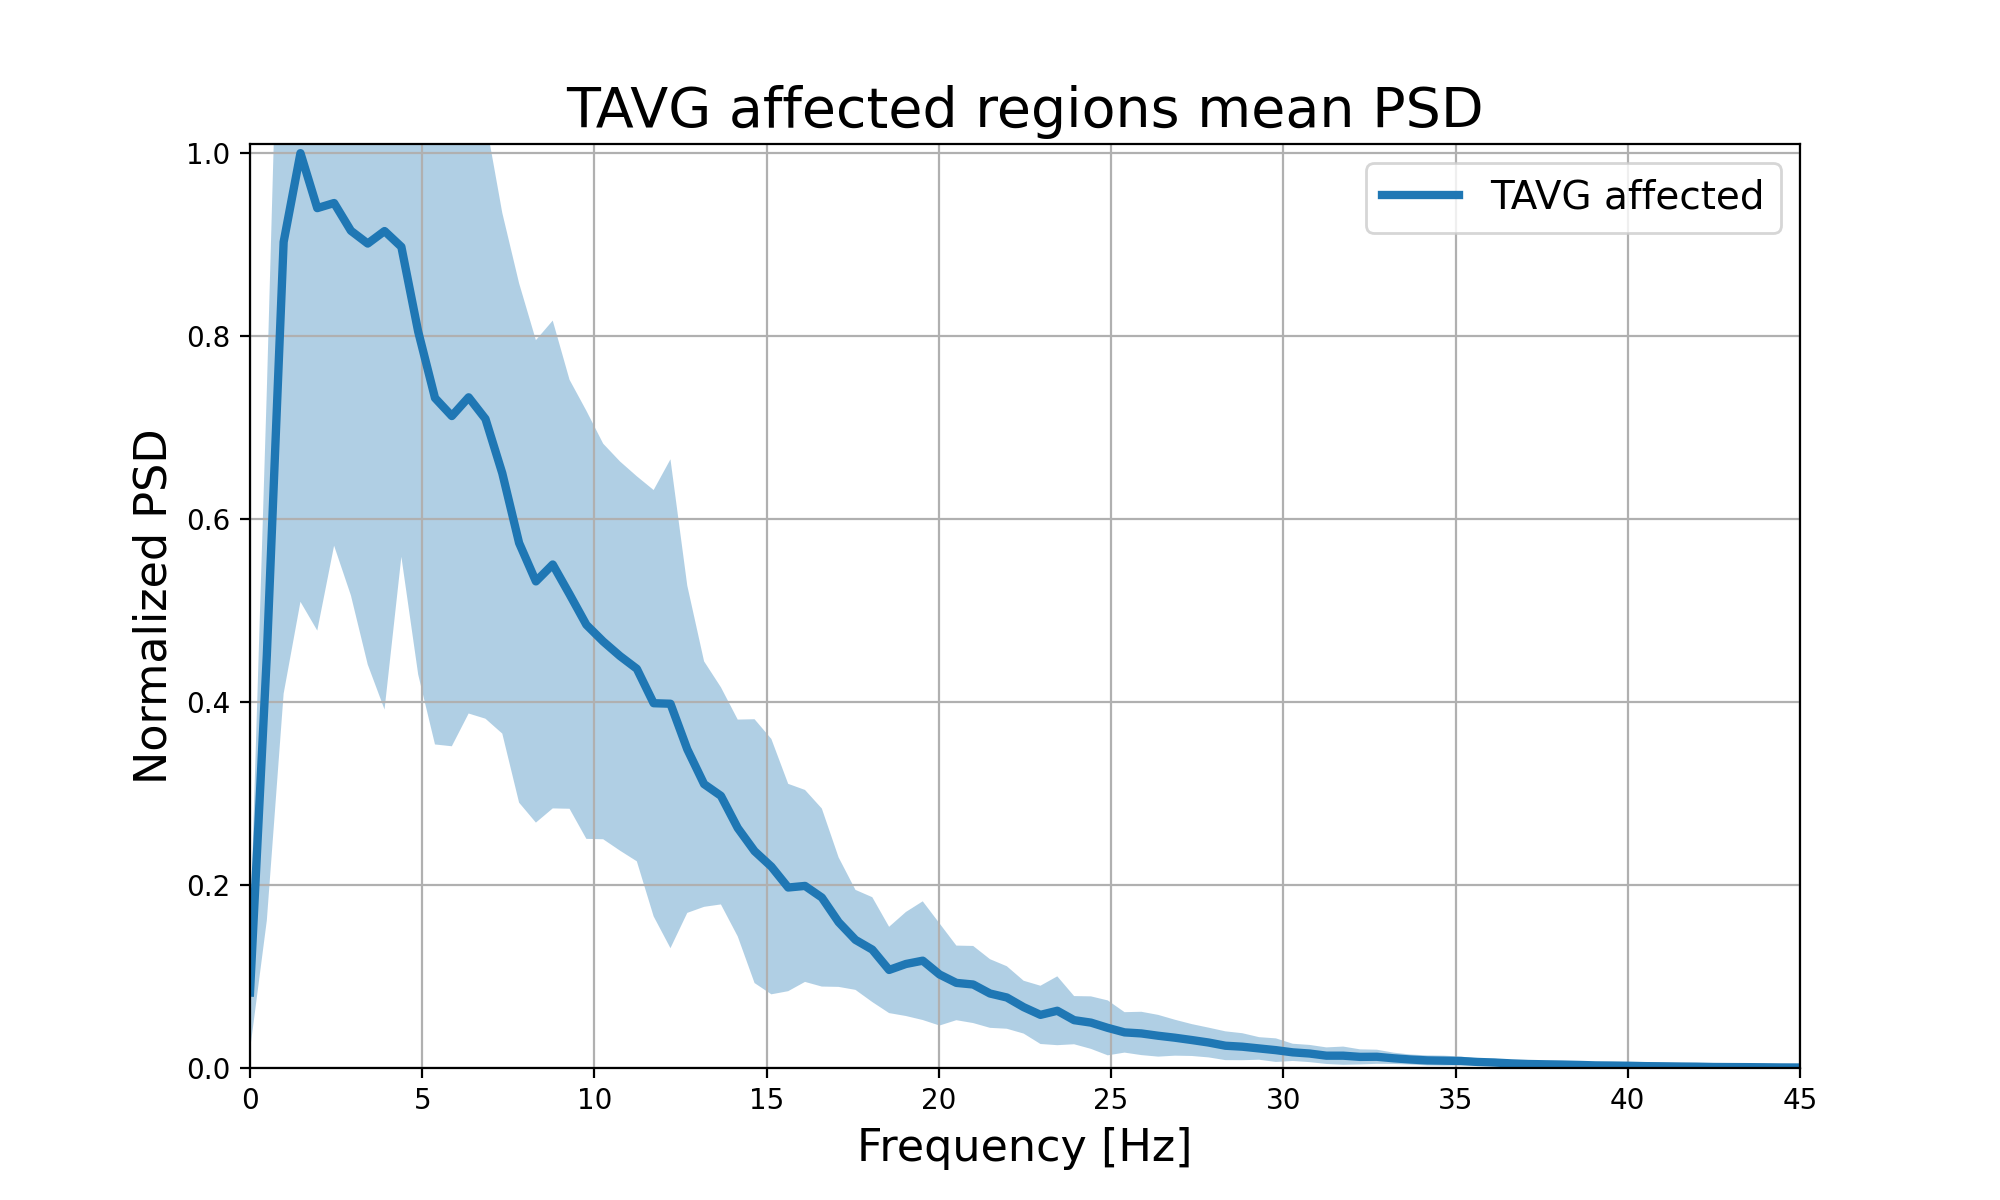 TAVG affected regions mean PSD
TAVG affected
Normalized PSD
1.0
0.8
0.6
0.4
0.2
0.0
0 5 10 15 20 25 30 35 40 45
Frequency [Hz]